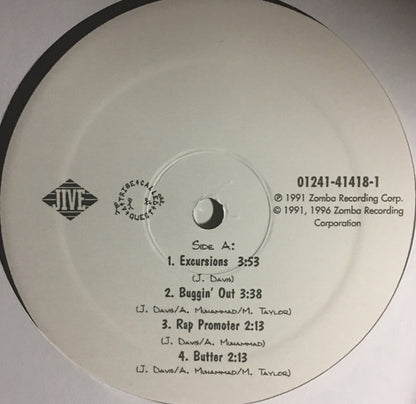 JIVE
A TRIBE CALLED QUEST
01241-41418-1
℗ 1991 Zomba Recording Corp.
© 1991, 1996 Zomba Recording
Corporation
SIDE A:
1. Excursions 3:53
(J. DAVIS)
2. Buggin' Out 3:38
(J. DAVIS/A. MUHAMMAD/M. TAYLOR)
3. Rap Promoter 2:13
(J. DAVIS/A. MUHAMMAD)
4. Butter 2:13
(J. DAVIS/A. MUHAMMAD/M. TAYLOR)